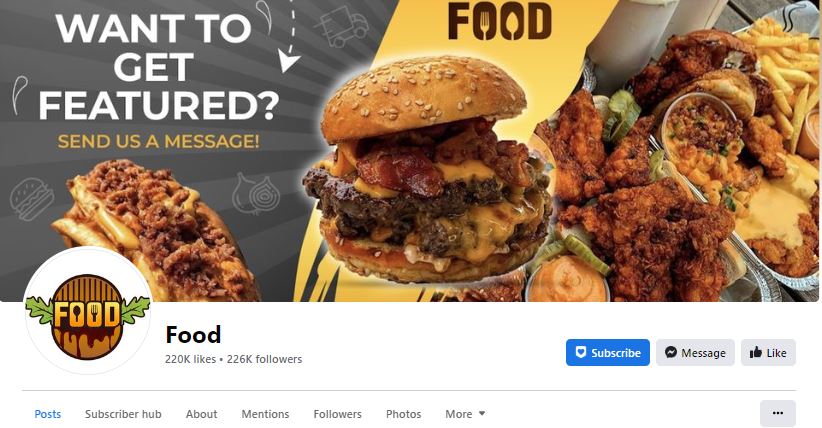 WANT TO
GET
FEATURED?
SEND US A MESSAGE!
FOOD
FOOD
Food
220K likes • 226K followers
Subscribe
Message
Like
Posts
Subscriber hub
About
Mentions
Followers
Photos
More